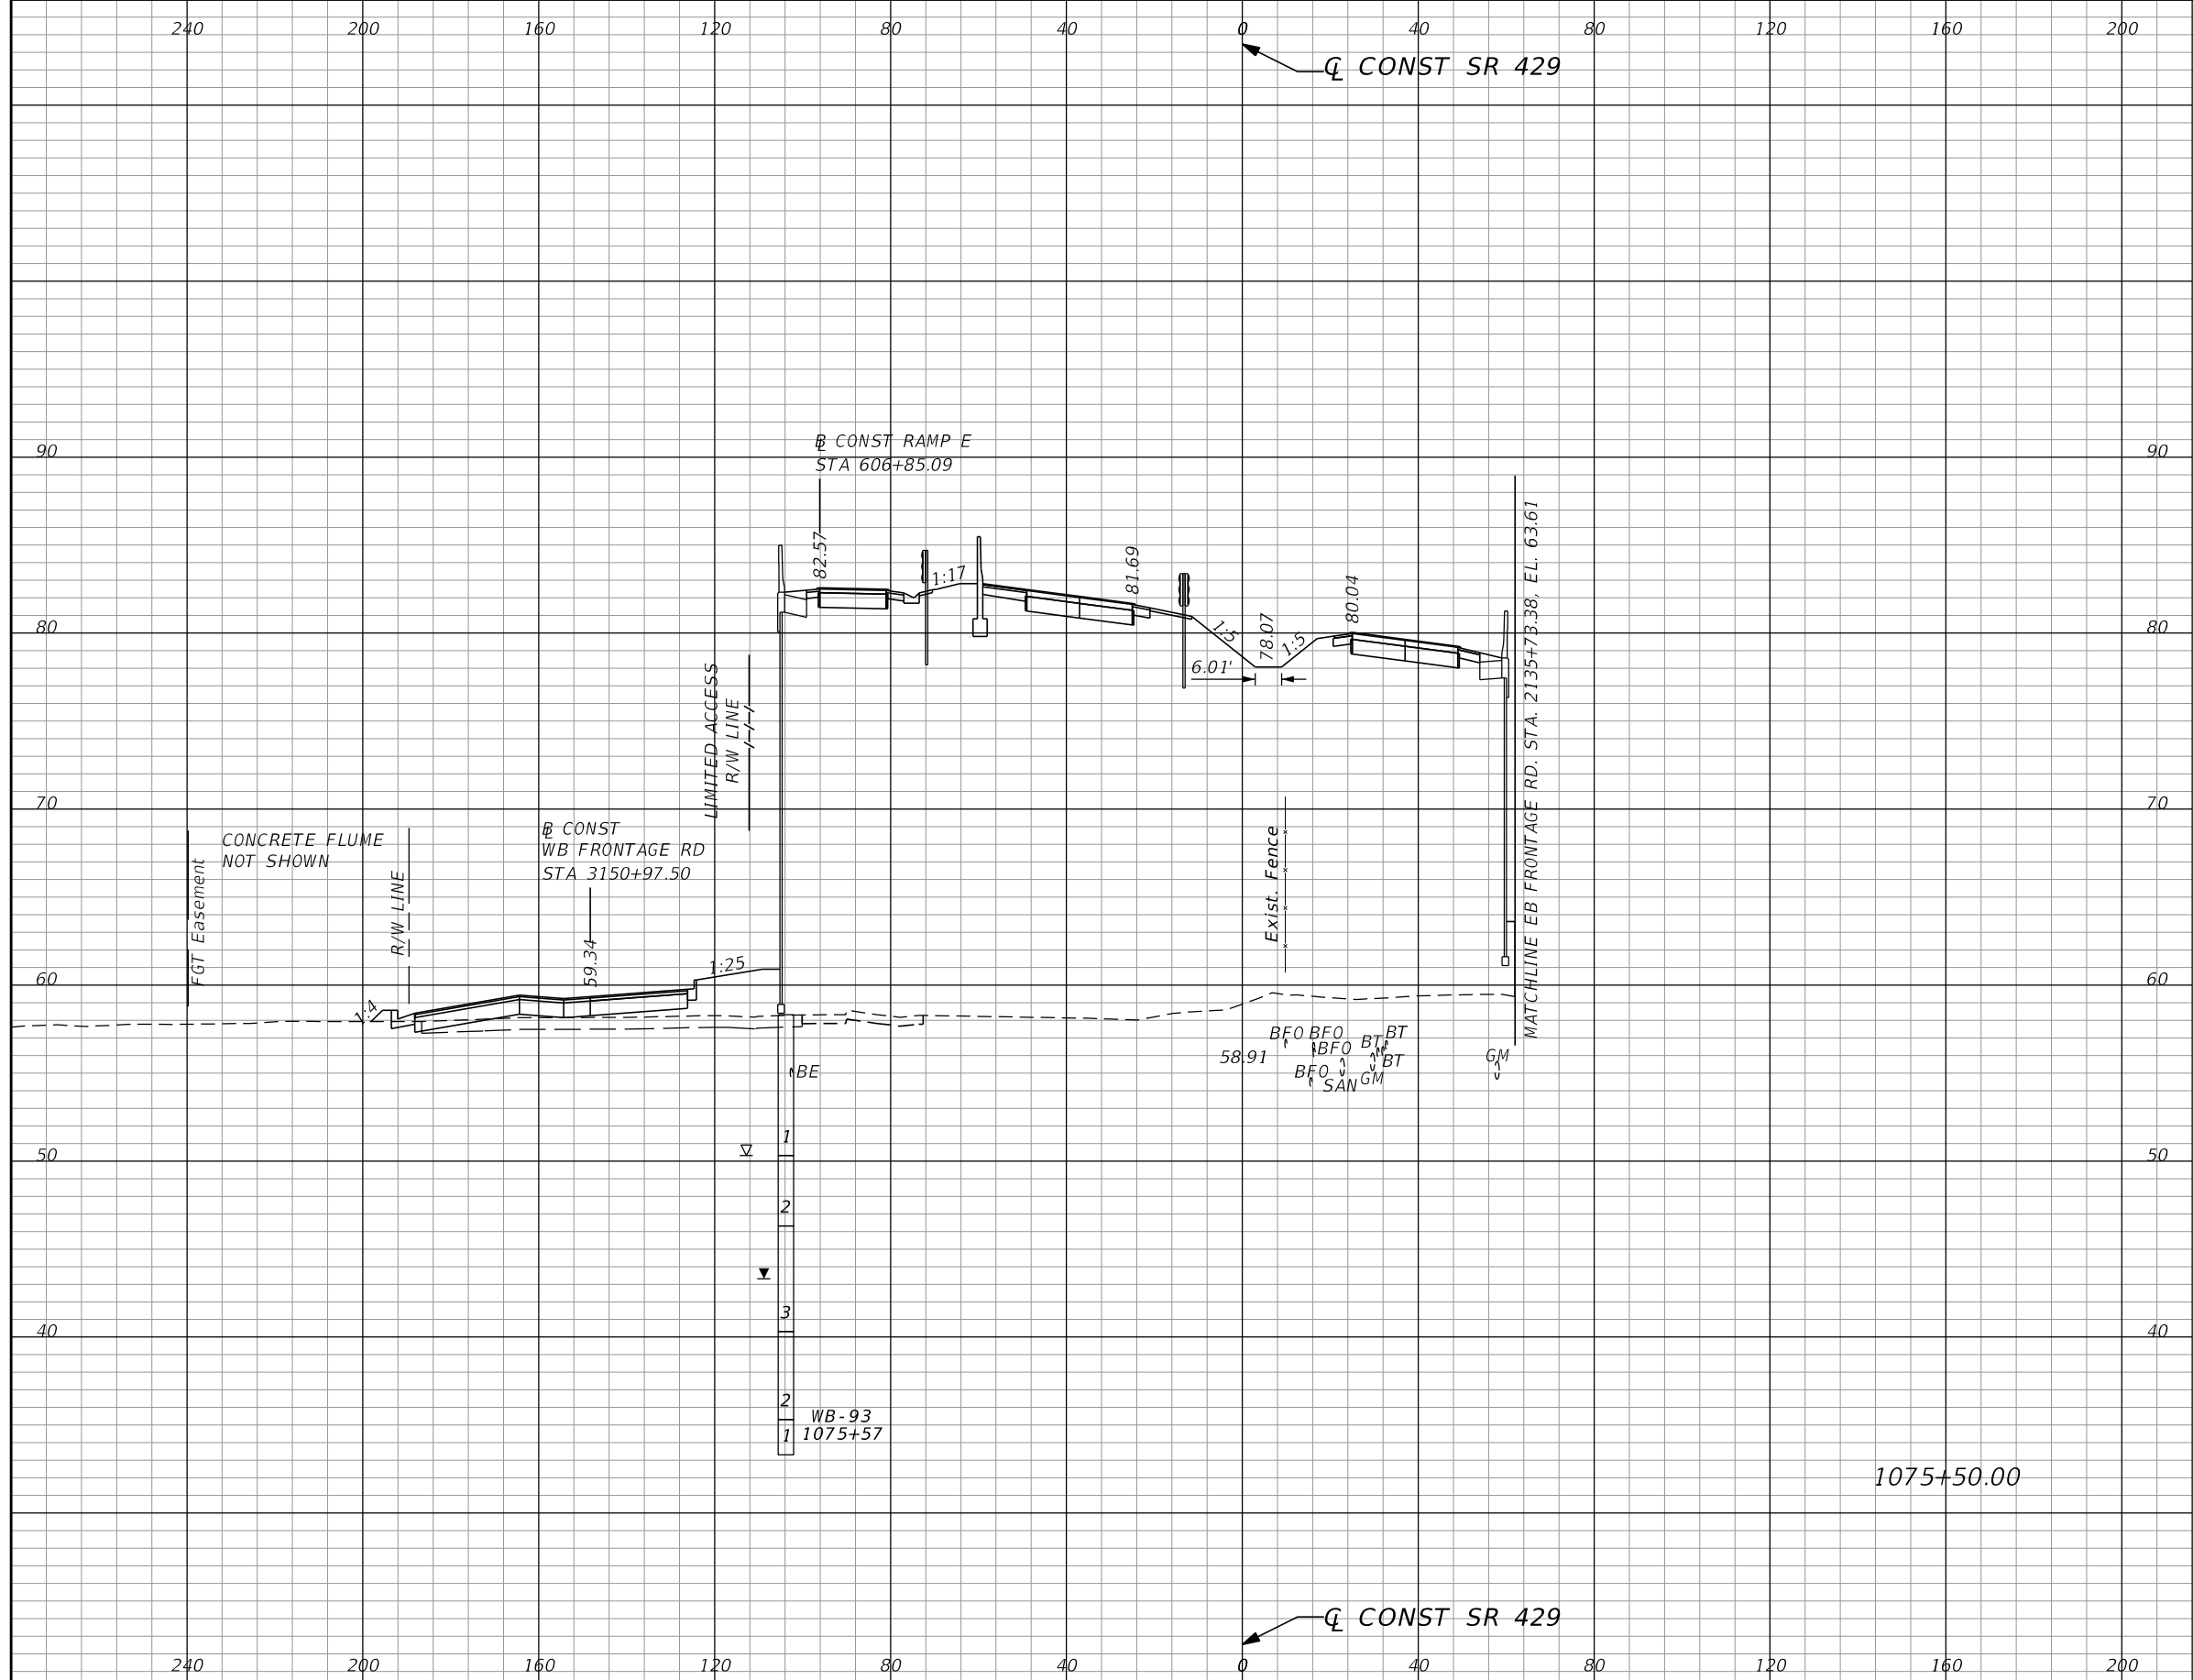 240 200 160 120 80 40 0 40 80 120 160 200
℄ CONST SR 429
90 90
℄ CONST RAMP E
STA 606+85.09
82.57
1:17
81.69
1:5
78.07
1:5
80.04
6.01'
80 80
MATCHLINE EB FRONTAGE RD. STA. 2135+73.38, EL. 63.61
LIMITED ACCESS
R/W LINE
70 70
CONCRETE FLUME
NOT SHOWN
FGT Easement
R/W LINE
CONST
WB FRONTAGE RD
STA 3150+97.50
59.34
1:25
Exist. Fence
60 60
1:4
58.91
BFO BFO
BFO
BFO
SAN
BT
BT
BT
GM
GM
BE
1
50 50
2
3
40 40
2
1
WB-93
1075+57
1075+50.00
℄ CONST SR 429
240 200 160 120 80 40 0 40 80 120 160 200